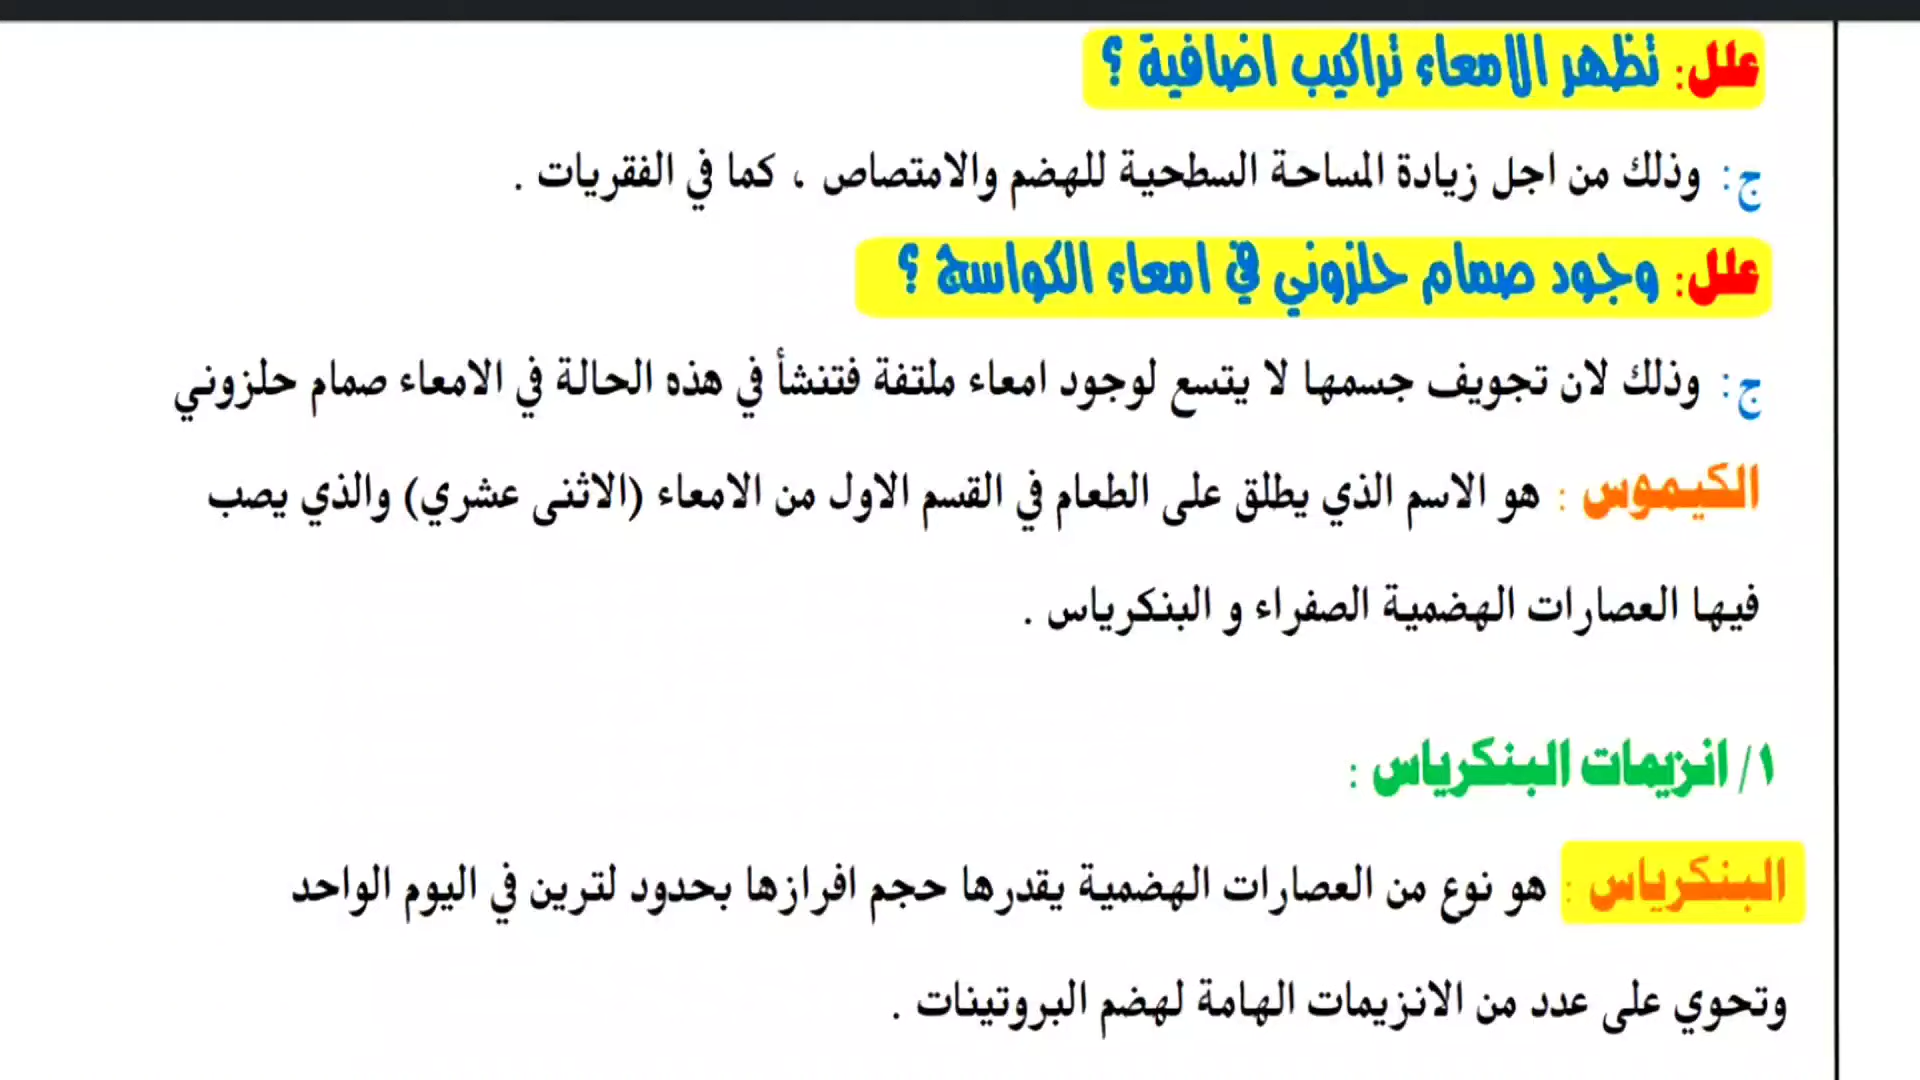 علل: تظهر الامعاء تراكيب اضافية ؟
ج: وذلك من اجل زيادة المساحة السطحية للهضم والامتصاص ، كما في الفقريات .
علل: وجود صمام حلزوني في امعاء الكواسج ؟
ج: وذلك لان تجويف جسمها لا يتسع لوجود امعاء ملتفة فتنشأ في هذه الحالة في الامعاء صمام حلزوني
الكيموس : هو الاسم الذي يطلق على الطعام في القسم الاول من الامعاء (الاثنى عشري) والذي يصب
فيها العصارات الهضمية الصفراء و البنكرياس .
١/ انزيمات البنكرياس :
البنكرياس : هو نوع من العصارات الهضمية يقدرها حجم افرازها بحدود لترين في اليوم الواحد
وتحوي على عدد من الانزيمات الهامة لهضم البروتينات .